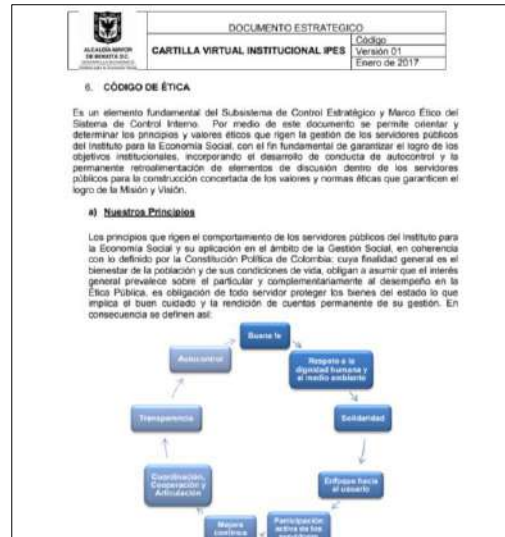 DOCUMENTO ESTRATEGICO
CARTILLA VIRTUAL INSTITUCIONAL IPES
Código
Versión 01
Enero de 2017
ALCALDÍA MAYOR
DE BOGOTÁ D.C.
6. CÓDIGO DE ÉTICA
Es un elemento fundamental del Subsistema de Control Estratégico y Marco Ético del
Sistema de Control Interno. Por medio de este documento se permite orientar y
determinar los principios y valores éticos que rigen la gestión de los servidores públicos
del Instituto para la Economía Social, con el fin fundamental de garantizar el logro de los
objetivos institucionales, incorporando el desarrollo de conducta de autocontrol y la
permanente retroalimentación de elementos de discusión dentro de los servidores
públicos para la construcción concertada de los valores y normas éticas que garanticen el
logro de la Misión y Visión.
a) Nuestros Principios
Los principios que rigen el comportamiento de los servidores públicos del Instituto para
la Economía Social y su aplicación en el ámbito de la Gestión Social, en coherencia
con lo definido por la Constitución Política de Colombia: cuya finalidad general es el
bienestar de la población y de sus condiciones de vida, obligan a asumir que el interés
general prevalece sobre el particular y complementariamente al desempeño en la
Ética Pública, es obligación de todo servidor proteger los bienes del estado lo que
implica el buen cuidado y la rendición de cuentas permanente de su gestión. En
consecuencia se definen así:
Buena fe
Respeto a la
dignidad humana y
al medio ambiente
Solidaridad
Enfoque hacia
al usuario
Participación
activa de los
Mejora
continua
Coordinación,
Cooperación y
Articulación
Transparencia
Autocontrol